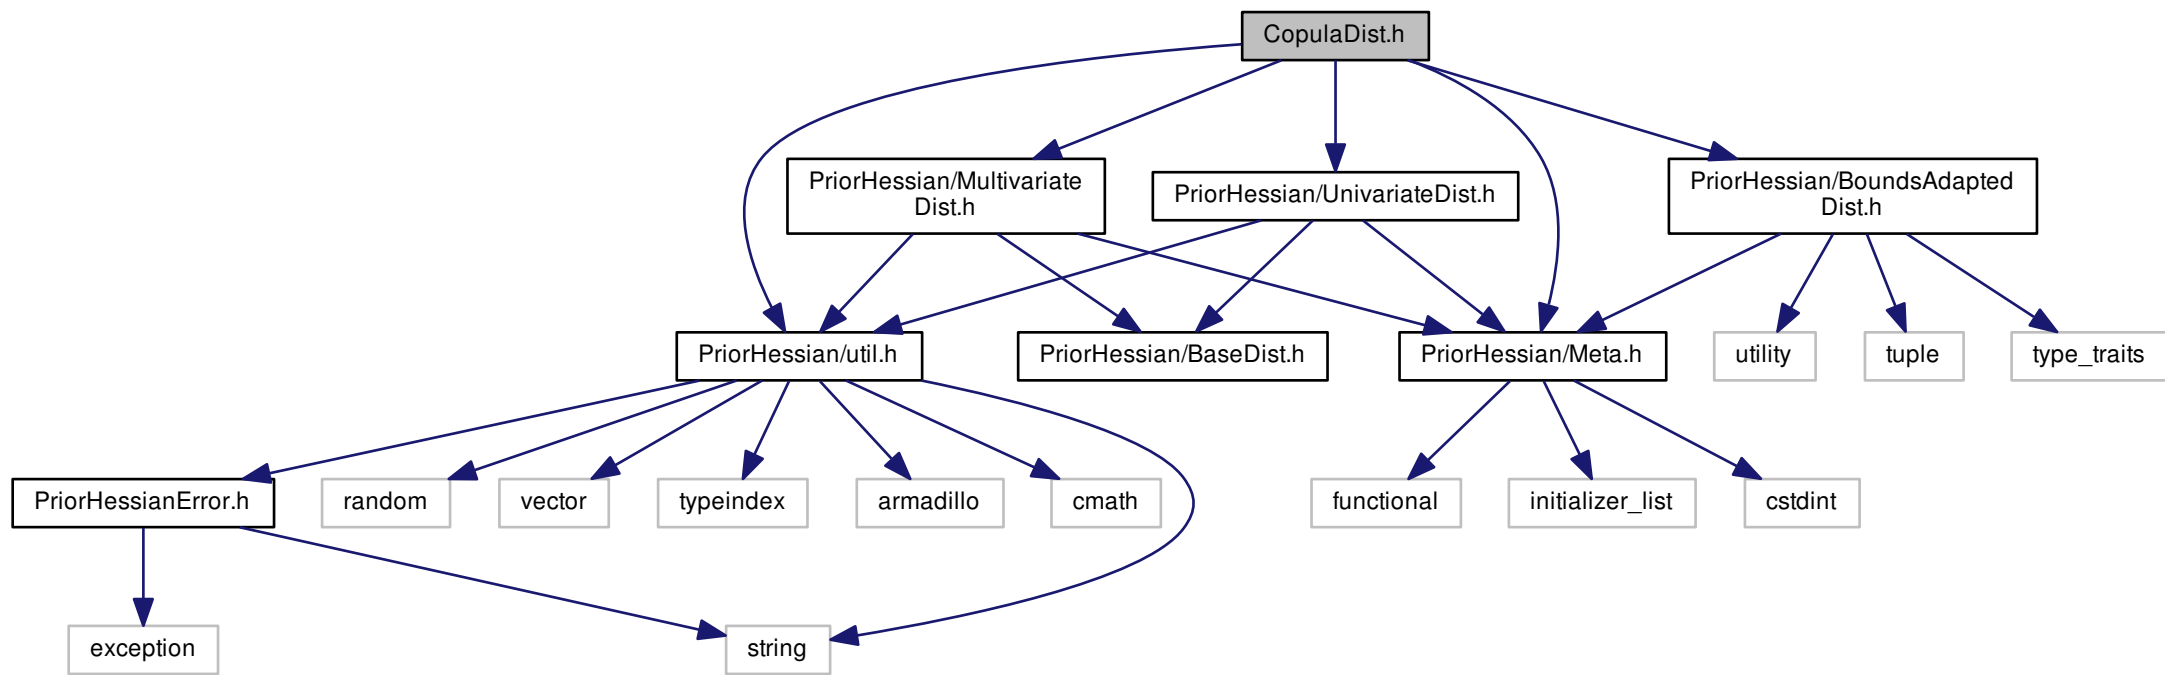 CopulaDist.h
PriorHessian/Multivariate
Dist.h
PriorHessian/UnivariateDist.h
PriorHessian/BoundsAdapted
Dist.h
PriorHessian/util.h
PriorHessian/BaseDist.h
PriorHessian/Meta.h
utility
tuple
type_traits
PriorHessianError.h
random
vector
typeindex
armadillo
cmath
functional
initializer_list
cstdint
exception
string